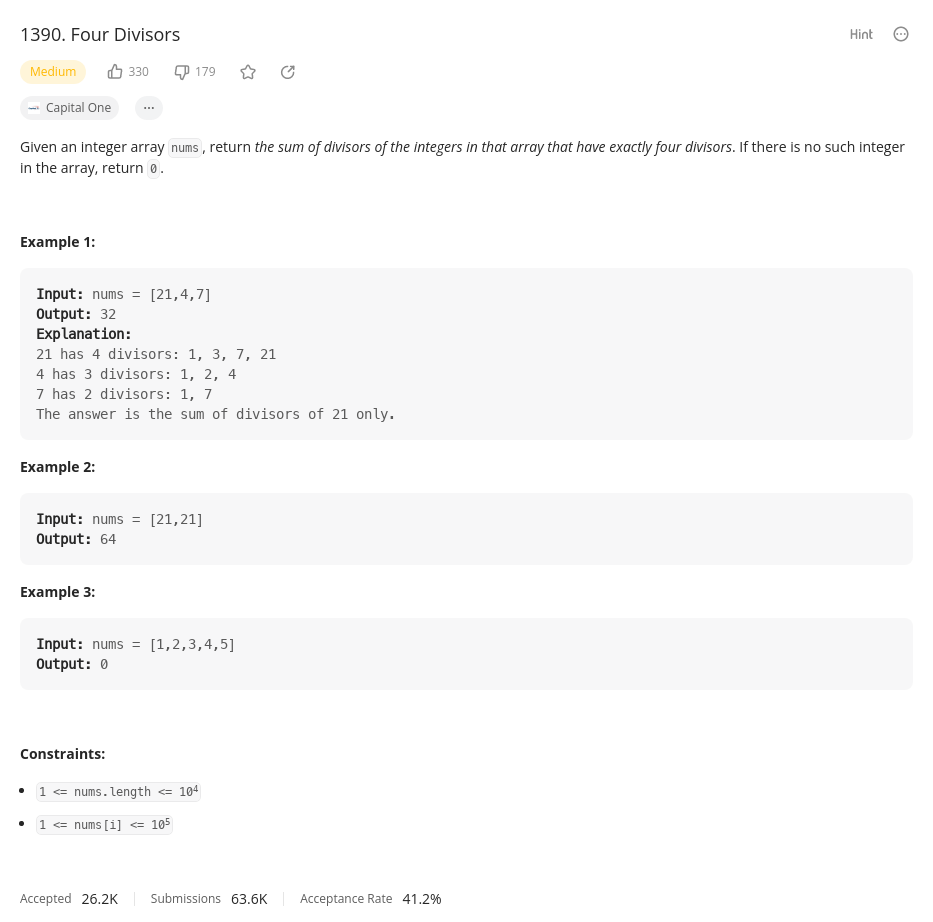 1390. Four Divisors
Hint
Medium 330 179
Capital One ...
Given an integer array nums, return the sum of divisors of the integers in that array that have exactly four divisors. If there is no such integer
in the array, return 0.
Example 1:
Input: nums = [21,4,7]
Output: 32
Explanation:
21 has 4 divisors: 1, 3, 7, 21
4 has 3 divisors: 1, 2, 4
7 has 2 divisors: 1, 7
The answer is the sum of divisors of 21 only.
Example 2:
Input: nums = [21,21]
Output: 64
Example 3:
Input: nums = [1,2,3,4,5]
Output: 0
Constraints:
• 1 <= nums.length <= 10⁴
• 1 <= nums[i] <= 10⁵
Accepted 26.2K Submissions 63.6K Acceptance Rate 41.2%